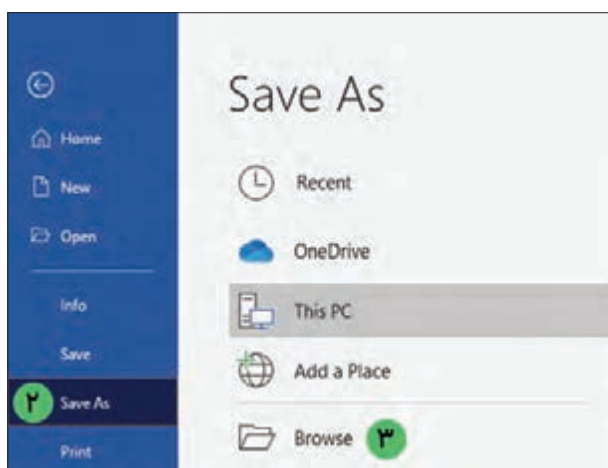 Home
New
Open
Info
Save
۲ Save As
Print
Save As
Recent
OneDrive
This PC
Add a Place
Browse ۳